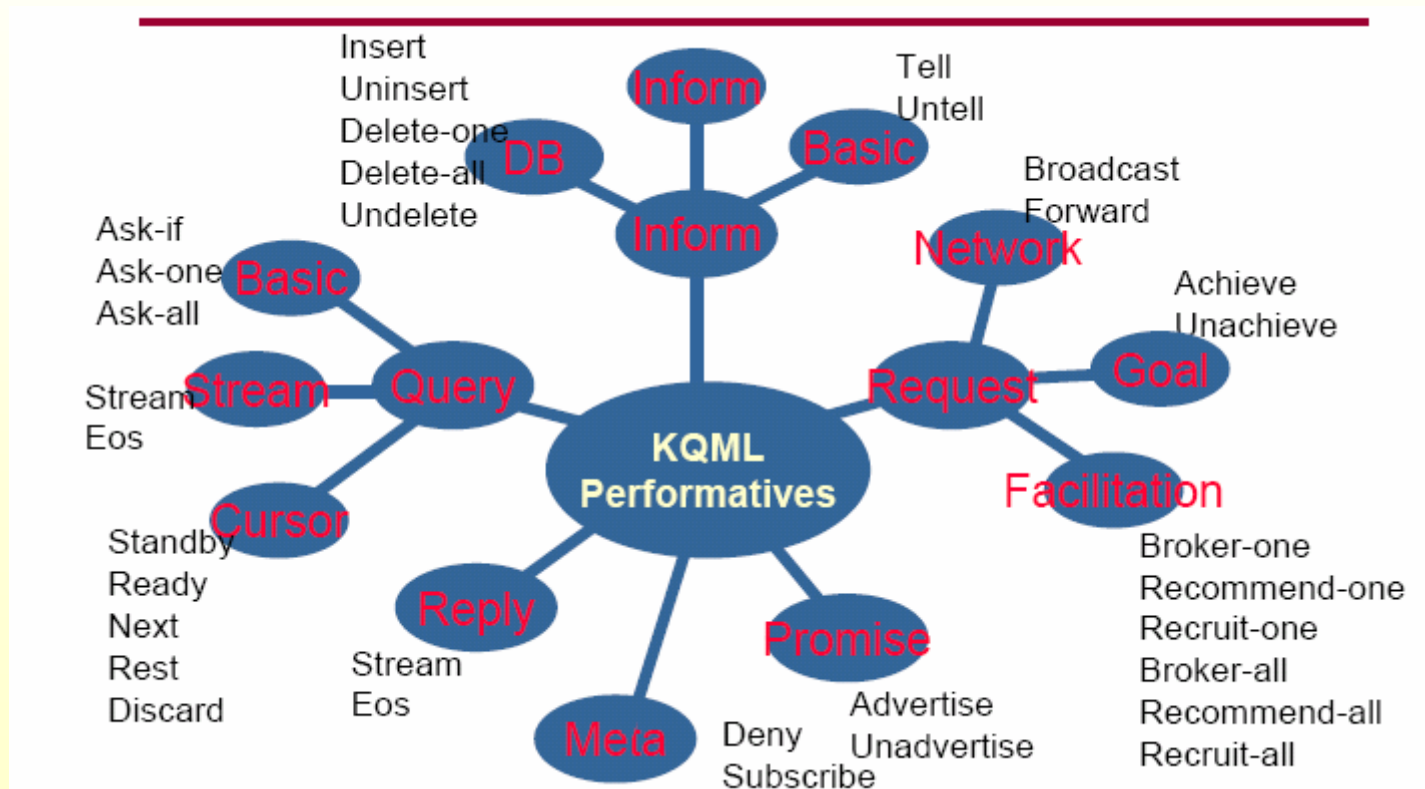 Insert
Uninsert
Delete-one
Delete-all
Undelete
DB
Inform
Tell
Untell
Basic
Inform
Broadcast
Forward
Network
Achieve
Unachieve
Goal
Request
Facilitation
Broker-one
Recommend-one
Recruit-one
Broker-all
Recommend-all
Recruit-all
Ask-if
Ask-one
Ask-all
Basic
Stream
Eos
Stream
Query
Cursor
Standby
Ready
Next
Rest
Discard
KQML
Performatives
Reply
Stream
Eos
Meta
Deny
Subscribe
Promise
Advertise
Unadvertise